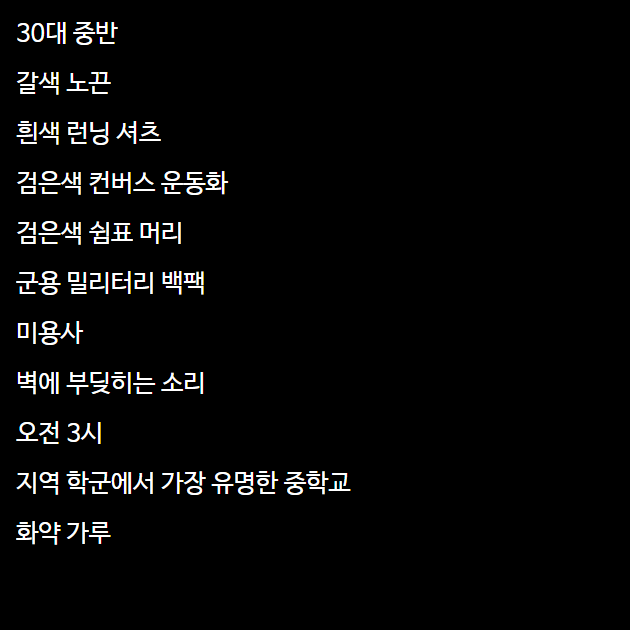 30대 중반
갈색 노끈
흰색 런닝 셔츠
검은색 컨버스 운동화
검은색 쉼표 머리
군용 밀리터리 백팩
미용사
벽에 부딪히는 소리
오전 3시
지역 학군에서 가장 유명한 중학교
화약 가루